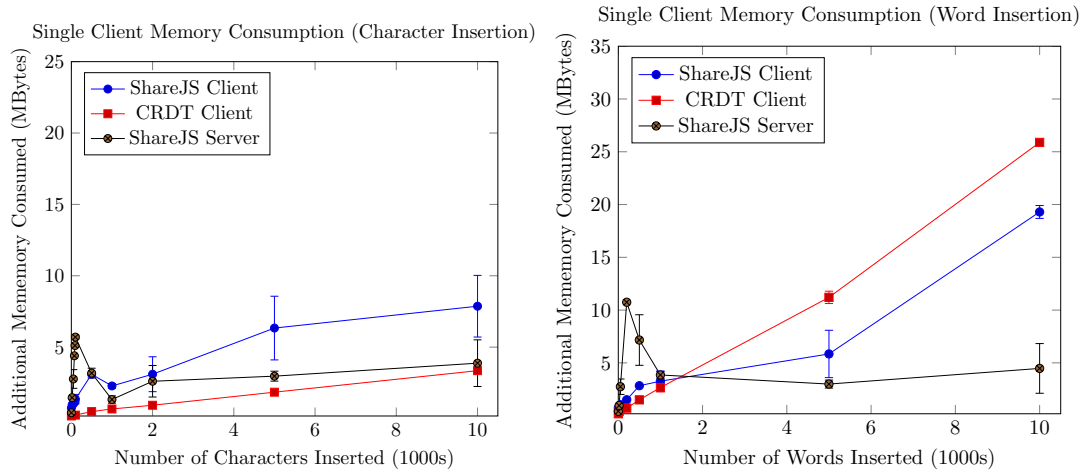 Single Client Memory Consumption (Character Insertion)
Additional Mememory Consumed (MBytes)
25
20
15
10
5
0
2
4
6
8
10
Number of Characters Inserted (1000s)
ShareJS Client
CRDT Client
ShareJS Server
Single Client Memory Consumption (Word Insertion)
Additional Mememory Consumed (MBytes)
35
30
25
20
15
10
5
0
2
4
6
8
10
Number of Words Inserted (1000s)
ShareJS Client
CRDT Client
ShareJS Server